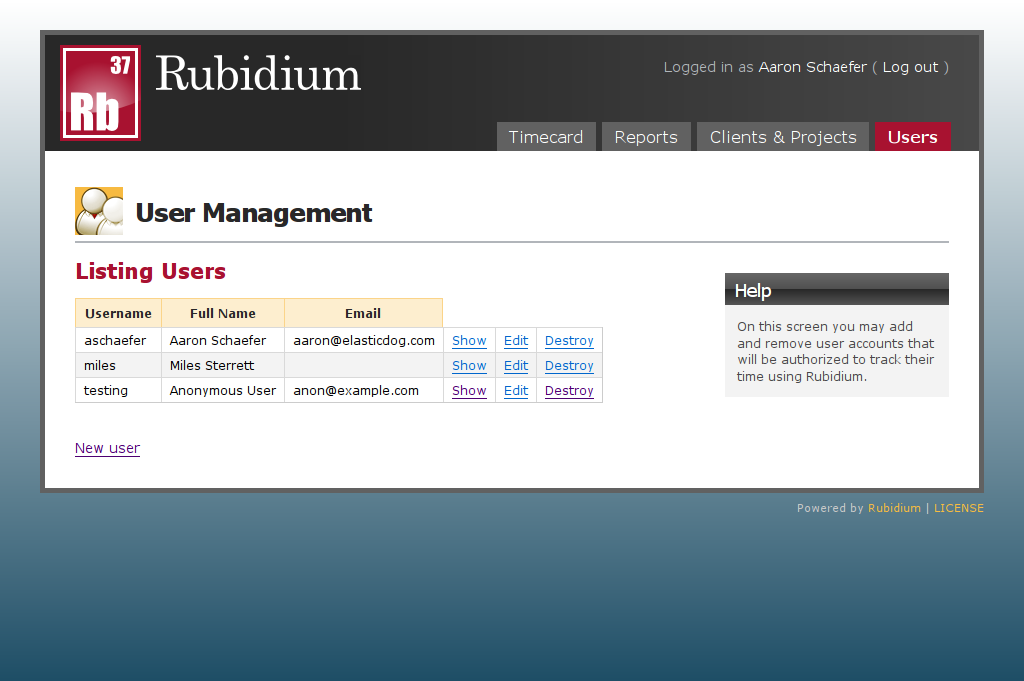 37
Rb
Rubidium
Logged in as Aaron Schaefer ( Log out )
Timecard Reports Clients & Projects Users
User Management
Listing Users
Username Full Name Email
aschaefer Aaron Schaefer aaron@elasticdog.com Show Edit Destroy
miles Miles Sterrett Show Edit Destroy
testing Anonymous User anon@example.com Show Edit Destroy
New user
Help
On this screen you may add
and remove user accounts that
will be authorized to track their
time using Rubidium.
Powered by Rubidium | LICENSE